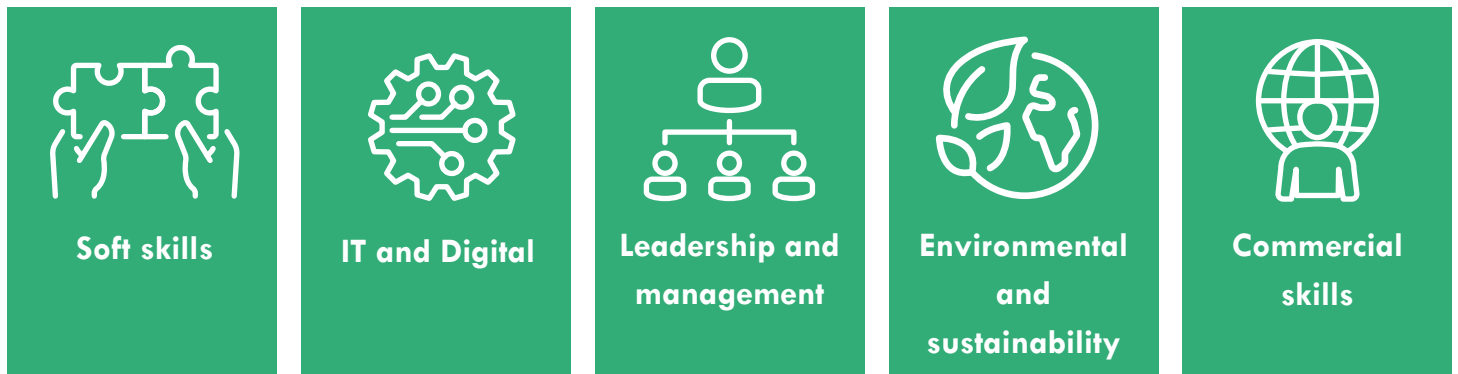 Soft skills
IT and Digital
Leadership and
management
Environmental
and
sustainability
Commercial
skills